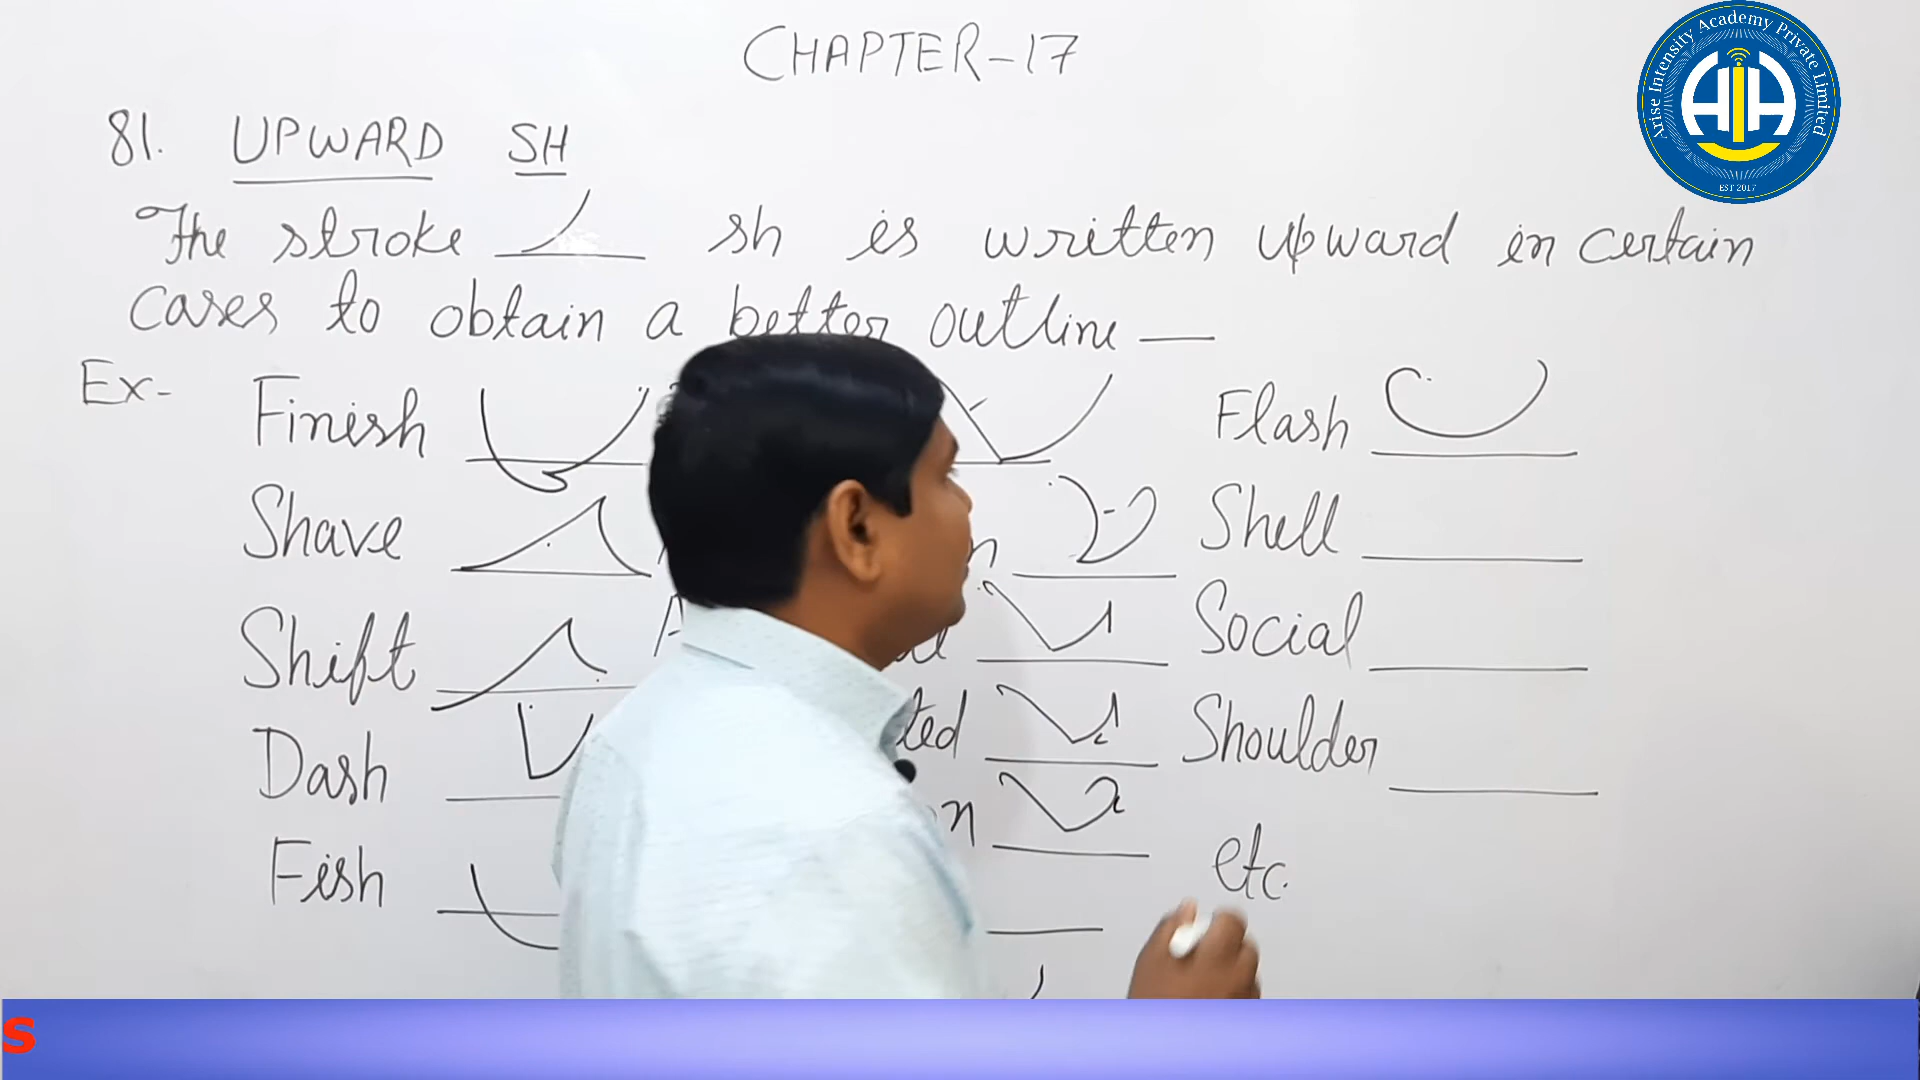 CHAPTER-17
Arise Intensity Academy Private Limited
EST 2017
81. UPWARD SH
The stroke sh is written upward in certain
cases to obtain a better outline —
Ex- Finish Flash
Shave Shell
Shift Social
Dash Shoulder
Fish etc.
S